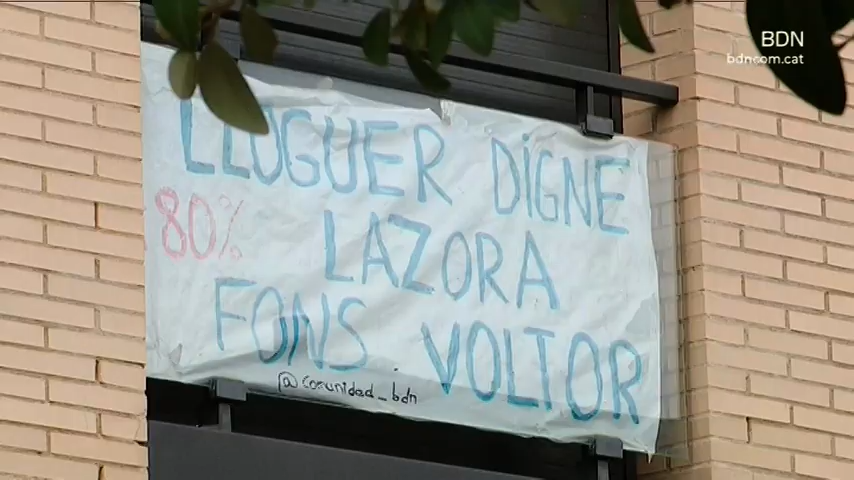 BDN
bdncom.cat
LLOGUER DIGNE
80%
LAZORA
FONS VOLTOR
@comunidad_bdn